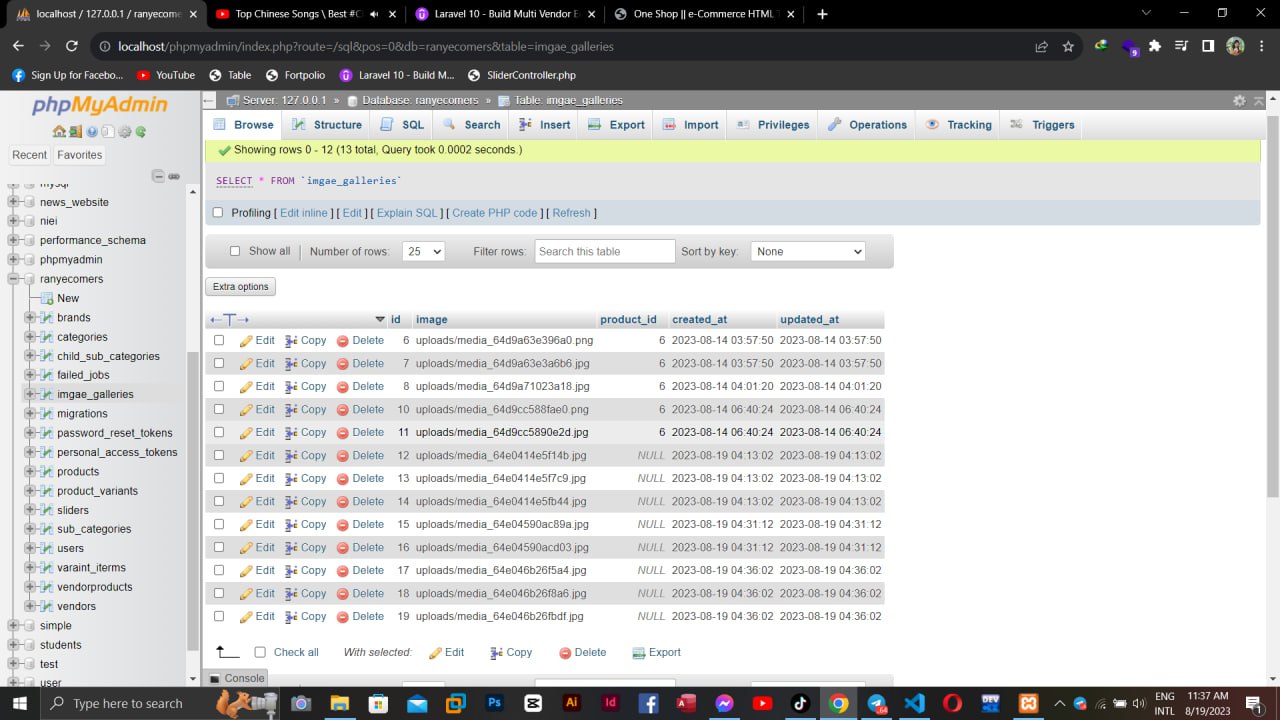 localhost / 127.0.0.1 / ranyecome
Top Chinese Songs \ Best #C
Laravel 10 - Build Multi Vendor E
One Shop || e-Commerce HTML T
localhost/phpmyadmin/index.php?route=/sql&pos=0&db=ranyecomers&table=imgae_galleries
9
Sign Up for Facebo...
YouTube
Table
Fortpolio
Laravel 10 - Build M...
SliderController.php
phpMyAdmin
Recent
Favorites
mysql
news_website
niei
performance_schema
phpmyadmin
ranyecomers
New
brands
categories
child_sub_categories
failed_jobs
imgae_galleries
migrations
password_reset_tokens
personal_access_tokens
products
product_variants
sliders
sub_categories
users
varaint_iterms
vendorproducts
vendors
simple
students
test
user
Server: 127.0.0.1 » Database: ranyecomers » Table: imgae_galleries
Browse Structure SQL Search Insert Export Import Privileges Operations Tracking Triggers
Showing rows 0 - 12 (13 total, Query took 0.0002 seconds.)
SELECT * FROM `imgae_galleries`
Profiling [ Edit inline ] [ Edit ] [ Explain SQL ] [ Create PHP code ] [ Refresh ]
Show all Number of rows: 25 Filter rows: Search this table Sort by key: None
Extra options
id image product_id created_at updated_at
Edit Copy Delete 6 uploads/media_64d9a63e396a0.png 6 2023-08-14 03:57:50 2023-08-14 03:57:50
Edit Copy Delete 7 uploads/media_64d9a63e3a6b6.jpg 6 2023-08-14 03:57:50 2023-08-14 03:57:50
Edit Copy Delete 8 uploads/media_64d9a71023a18.jpg 6 2023-08-14 04:01:20 2023-08-14 04:01:20
Edit Copy Delete 10 uploads/media_64d9cc588fae0.png 6 2023-08-14 06:40:24 2023-08-14 06:40:24
Edit Copy Delete 11 uploads/media_64d9cc5890e2d.jpg 6 2023-08-14 06:40:24 2023-08-14 06:40:24
Edit Copy Delete 12 uploads/media_64e0414e5f14b.jpg NULL 2023-08-19 04:13:02 2023-08-19 04:13:02
Edit Copy Delete 13 uploads/media_64e0414e5f7c9.jpg NULL 2023-08-19 04:13:02 2023-08-19 04:13:02
Edit Copy Delete 14 uploads/media_64e0414e5fb44.jpg NULL 2023-08-19 04:13:02 2023-08-19 04:13:02
Edit Copy Delete 15 uploads/media_64e04590ac89a.jpg NULL 2023-08-19 04:31:12 2023-08-19 04:31:12
Edit Copy Delete 16 uploads/media_64e04590acd03.jpg NULL 2023-08-19 04:31:12 2023-08-19 04:31:12
Edit Copy Delete 17 uploads/media_64e046b26f5a4.jpg NULL 2023-08-19 04:36:02 2023-08-19 04:36:02
Edit Copy Delete 18 uploads/media_64e046b26f8a6.jpg NULL 2023-08-19 04:36:02 2023-08-19 04:36:02
Edit Copy Delete 19 uploads/media_64e046b26fbdf.jpg NULL 2023-08-19 04:36:02 2023-08-19 04:36:02
Check all With selected: Edit Copy Delete Export
Console
Type here to search
Ps
Ai
Id
DEV
ENG
INTL
11:37 AM
8/19/2023
1